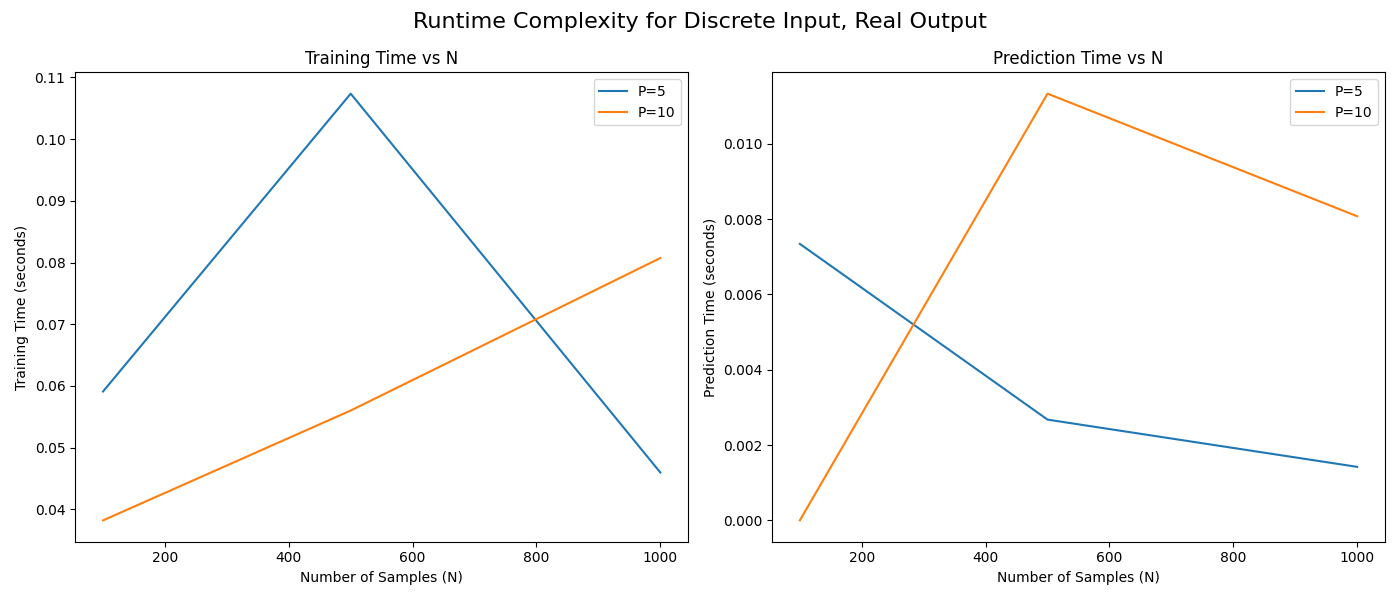 Runtime Complexity for Discrete Input, Real Output
Training Time vs N
Training Time (seconds)
0.11
0.10
0.09
0.08
0.07
0.06
0.05
0.04
200
400
600
800
1000
Number of Samples (N)
P=5
P=10
Prediction Time vs N
Prediction Time (seconds)
0.010
0.008
0.006
0.004
0.002
0.000
200
400
600
800
1000
Number of Samples (N)
P=5
P=10